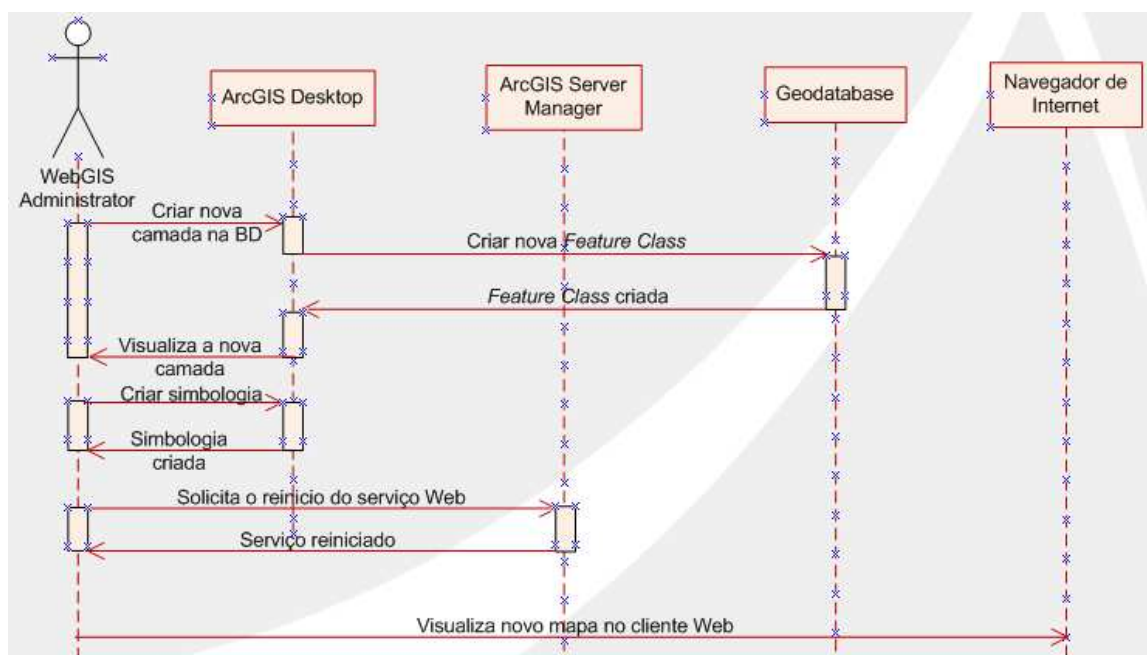 ArcGIS Desktop
ArcGIS Server
Manager
Geodatabase
Navegador de
Internet
WebGIS
Administrator
Criar nova
camada na BD
Criar nova Feature Class
Feature Class criada
Visualiza a nova
camada
Criar simbologia
Simbologia
criada
Solicita o reinicio do serviço Web
Serviço reiniciado
Visualiza novo mapa no cliente Web